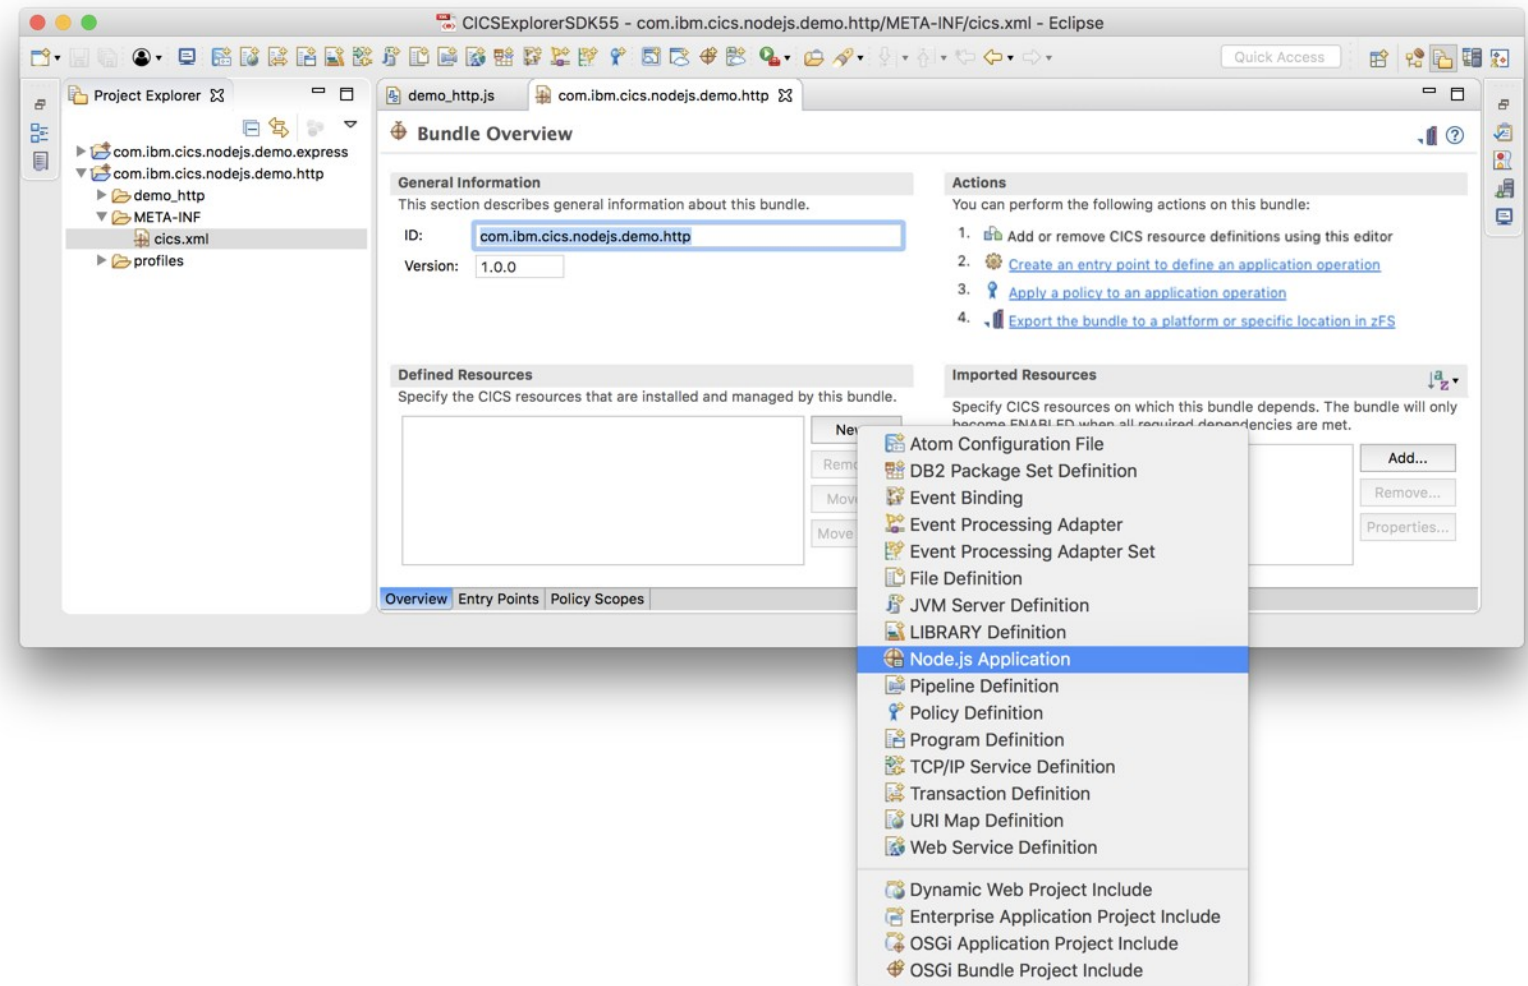 CICSExplorerSDK55 - com.ibm.cics.nodejs.demo.http/META-INF/cics.xml - Eclipse
Quick Access
Project Explorer
demo_http.js
com.ibm.cics.nodejs.demo.http
com.ibm.cics.nodejs.demo.express
com.ibm.cics.nodejs.demo.http
demo_http
META-INF
cics.xml
profiles
Bundle Overview
General Information
This section describes general information about this bundle.
ID: com.ibm.cics.nodejs.demo.http
Version: 1.0.0
Actions
You can perform the following actions on this bundle:
1. Add or remove CICS resource definitions using this editor
2. Create an entry point to define an application operation
3. Apply a policy to an application operation
4. Export the bundle to a platform or specific location in zFS
Defined Resources
Specify the CICS resources that are installed and managed by this bundle.
Imported Resources
Specify CICS resources on which this bundle depends. The bundle will only
become ENABLED when all required dependencies are met.
Add...
Remove...
Properties...
Move
Overview Entry Points Policy Scopes
Atom Configuration File
DB2 Package Set Definition
Event Binding
Event Processing Adapter
Event Processing Adapter Set
File Definition
JVM Server Definition
LIBRARY Definition
Node.js Application
Pipeline Definition
Policy Definition
Program Definition
TCP/IP Service Definition
Transaction Definition
URI Map Definition
Web Service Definition
Dynamic Web Project Include
Enterprise Application Project Include
OSGi Application Project Include
OSGi Bundle Project Include